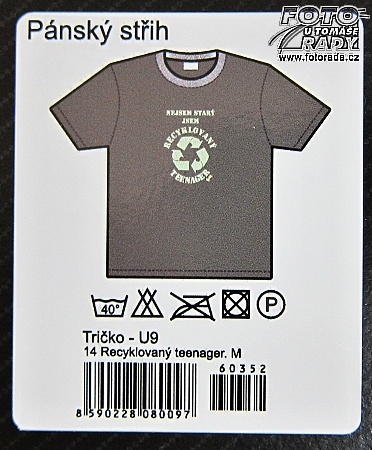 Pánský střih
FOTO
U TOMÁŠE
RADY
www.fotorada.cz
NEJSEM STARÝ
JSEM
RECYKLOVANÝ
TEENAGER
40°
P
Tričko - U9
14 Recyklovaný teenager. M
60352
8 590228 080097